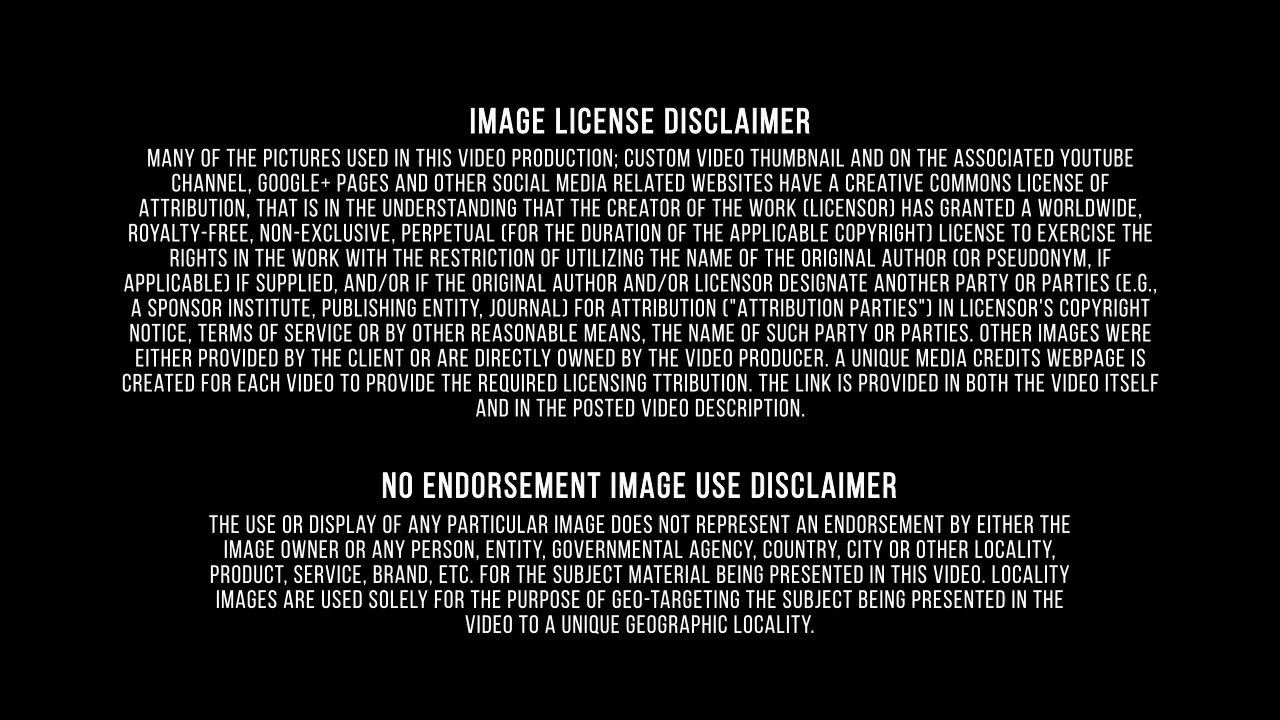 IMAGE LICENSE DISCLAIMER
MANY OF THE PICTURES USED IN THIS VIDEO PRODUCTION; CUSTOM VIDEO THUMBNAIL AND ON THE ASSOCIATED YOUTUBE
CHANNEL, GOOGLE+ PAGES AND OTHER SOCIAL MEDIA RELATED WEBSITES HAVE A CREATIVE COMMONS LICENSE OF
ATTRIBUTION, THAT IS IN THE UNDERSTANDING THAT THE CREATOR OF THE WORK (LICENSOR) HAS GRANTED A WORLDWIDE,
ROYALTY-FREE, NON-EXCLUSIVE, PERPETUAL (FOR THE DURATION OF THE APPLICABLE COPYRIGHT) LICENSE TO EXERCISE THE
RIGHTS IN THE WORK WITH THE RESTRICTION OF UTILIZING THE NAME OF THE ORIGINAL AUTHOR (OR PSEUDONYM, IF
APPLICABLE) IF SUPPLIED, AND/OR IF THE ORIGINAL AUTHOR AND/OR LICENSOR DESIGNATE ANOTHER PARTY OR PARTIES (E.G.,
A SPONSOR INSTITUTE, PUBLISHING ENTITY, JOURNAL) FOR ATTRIBUTION ("ATTRIBUTION PARTIES") IN LICENSOR'S COPYRIGHT
NOTICE, TERMS OF SERVICE OR BY OTHER REASONABLE MEANS, THE NAME OF SUCH PARTY OR PARTIES. OTHER IMAGES WERE
EITHER PROVIDED BY THE CLIENT OR ARE DIRECTLY OWNED BY THE VIDEO PRODUCER. A UNIQUE MEDIA CREDITS WEBPAGE IS
CREATED FOR EACH VIDEO TO PROVIDE THE REQUIRED LICENSING TTRIBUTION. THE LINK IS PROVIDED IN BOTH THE VIDEO ITSELF
AND IN THE POSTED VIDEO DESCRIPTION.
NO ENDORSEMENT IMAGE USE DISCLAIMER
THE USE OR DISPLAY OF ANY PARTICULAR IMAGE DOES NOT REPRESENT AN ENDORSEMENT BY EITHER THE
IMAGE OWNER OR ANY PERSON, ENTITY, GOVERNMENTAL AGENCY, COUNTRY, CITY OR OTHER LOCALITY,
PRODUCT, SERVICE, BRAND, ETC. FOR THE SUBJECT MATERIAL BEING PRESENTED IN THIS VIDEO. LOCALITY
IMAGES ARE USED SOLELY FOR THE PURPOSE OF GEO-TARGETING THE SUBJECT BEING PRESENTED IN THE
VIDEO TO A UNIQUE GEOGRAPHIC LOCALITY.